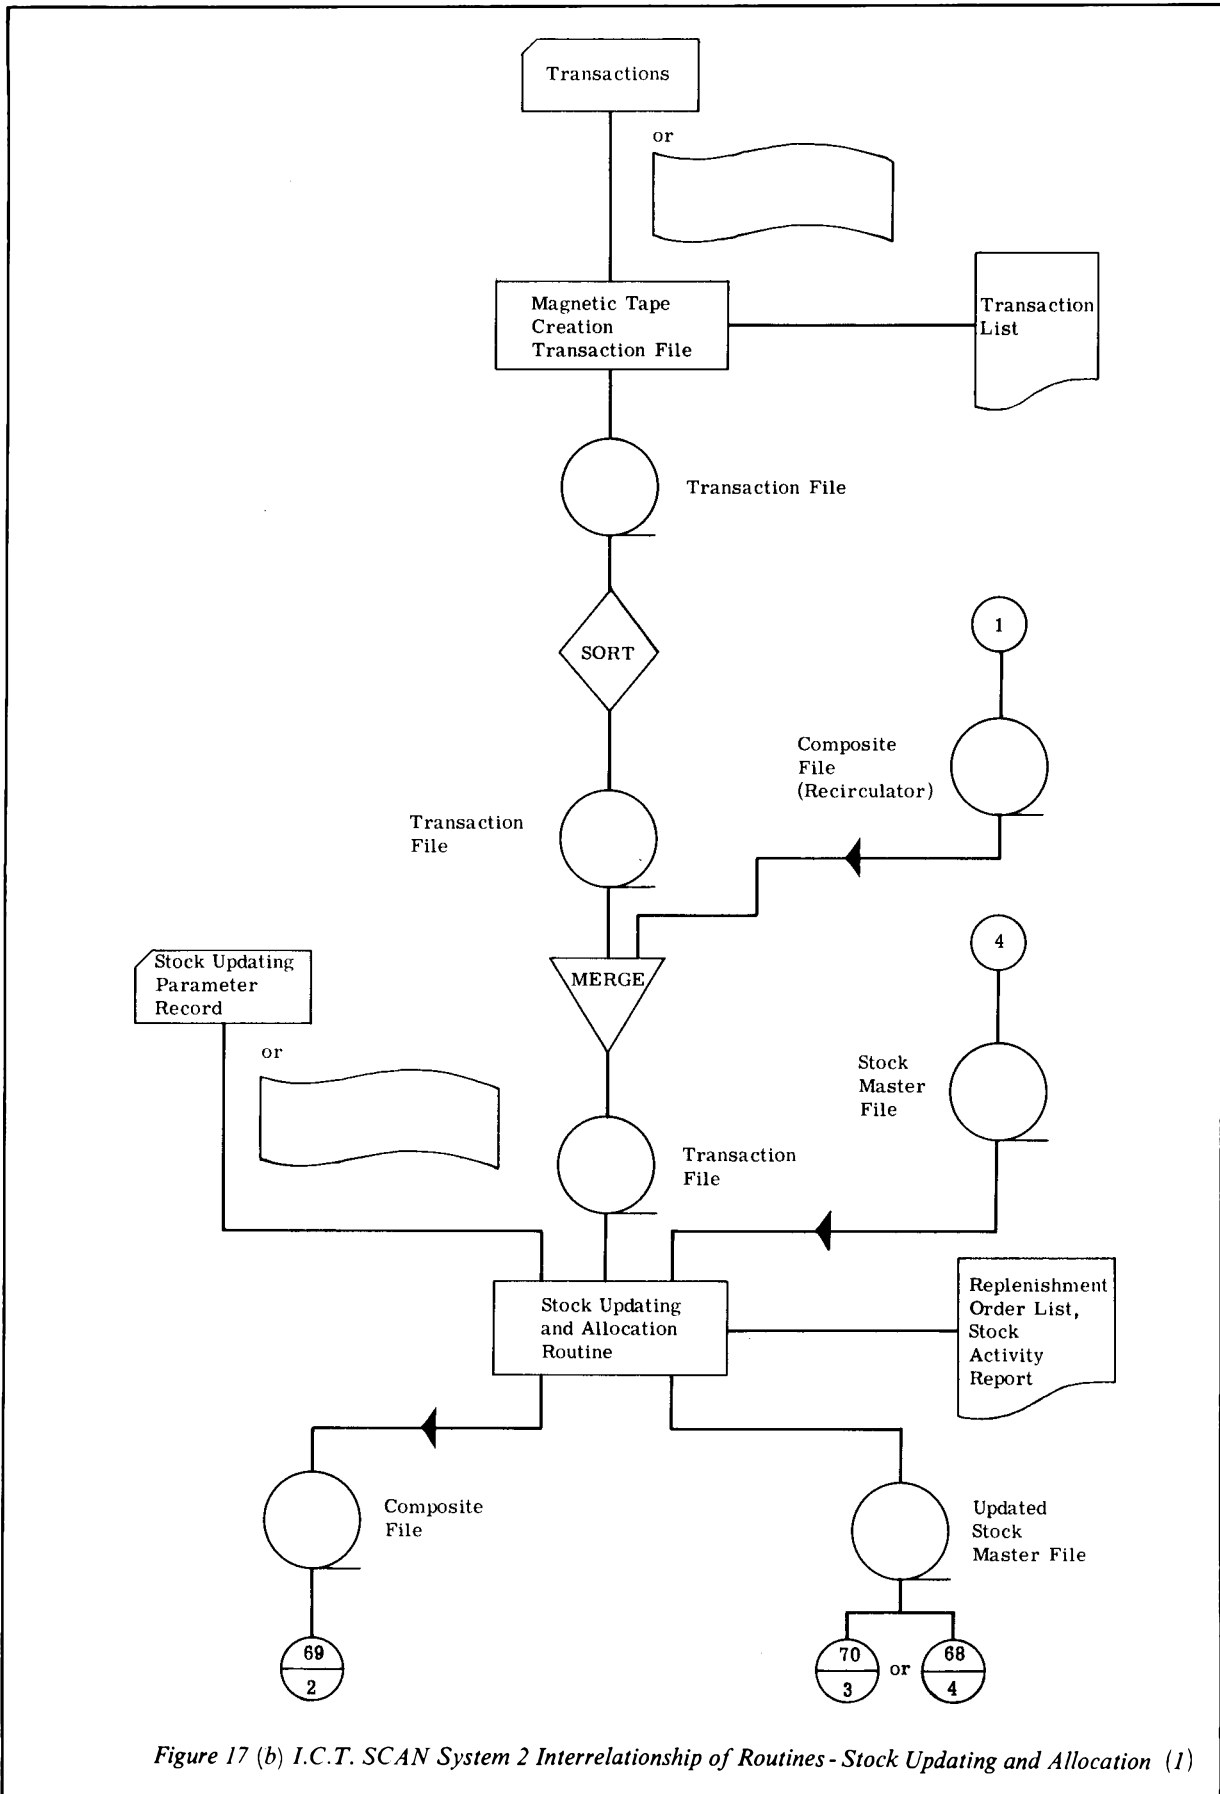 Transactions
or
Magnetic Tape
Creation
Transaction File
Transaction
List
Transaction File
SORT
1
Composite
File
(Recirculator)
Transaction
File
4
Stock Updating
Parameter
Record
MERGE
or
Stock
Master
File
Transaction
File
Stock Updating
and Allocation
Routine
Replenishment
Order List,
Stock
Activity
Report
Composite
File
Updated
Stock
Master File
69
2
70
3
or
68
4
Figure 17 (b) I.C.T. SCAN System 2 Interrelationship of Routines - Stock Updating and Allocation (1)